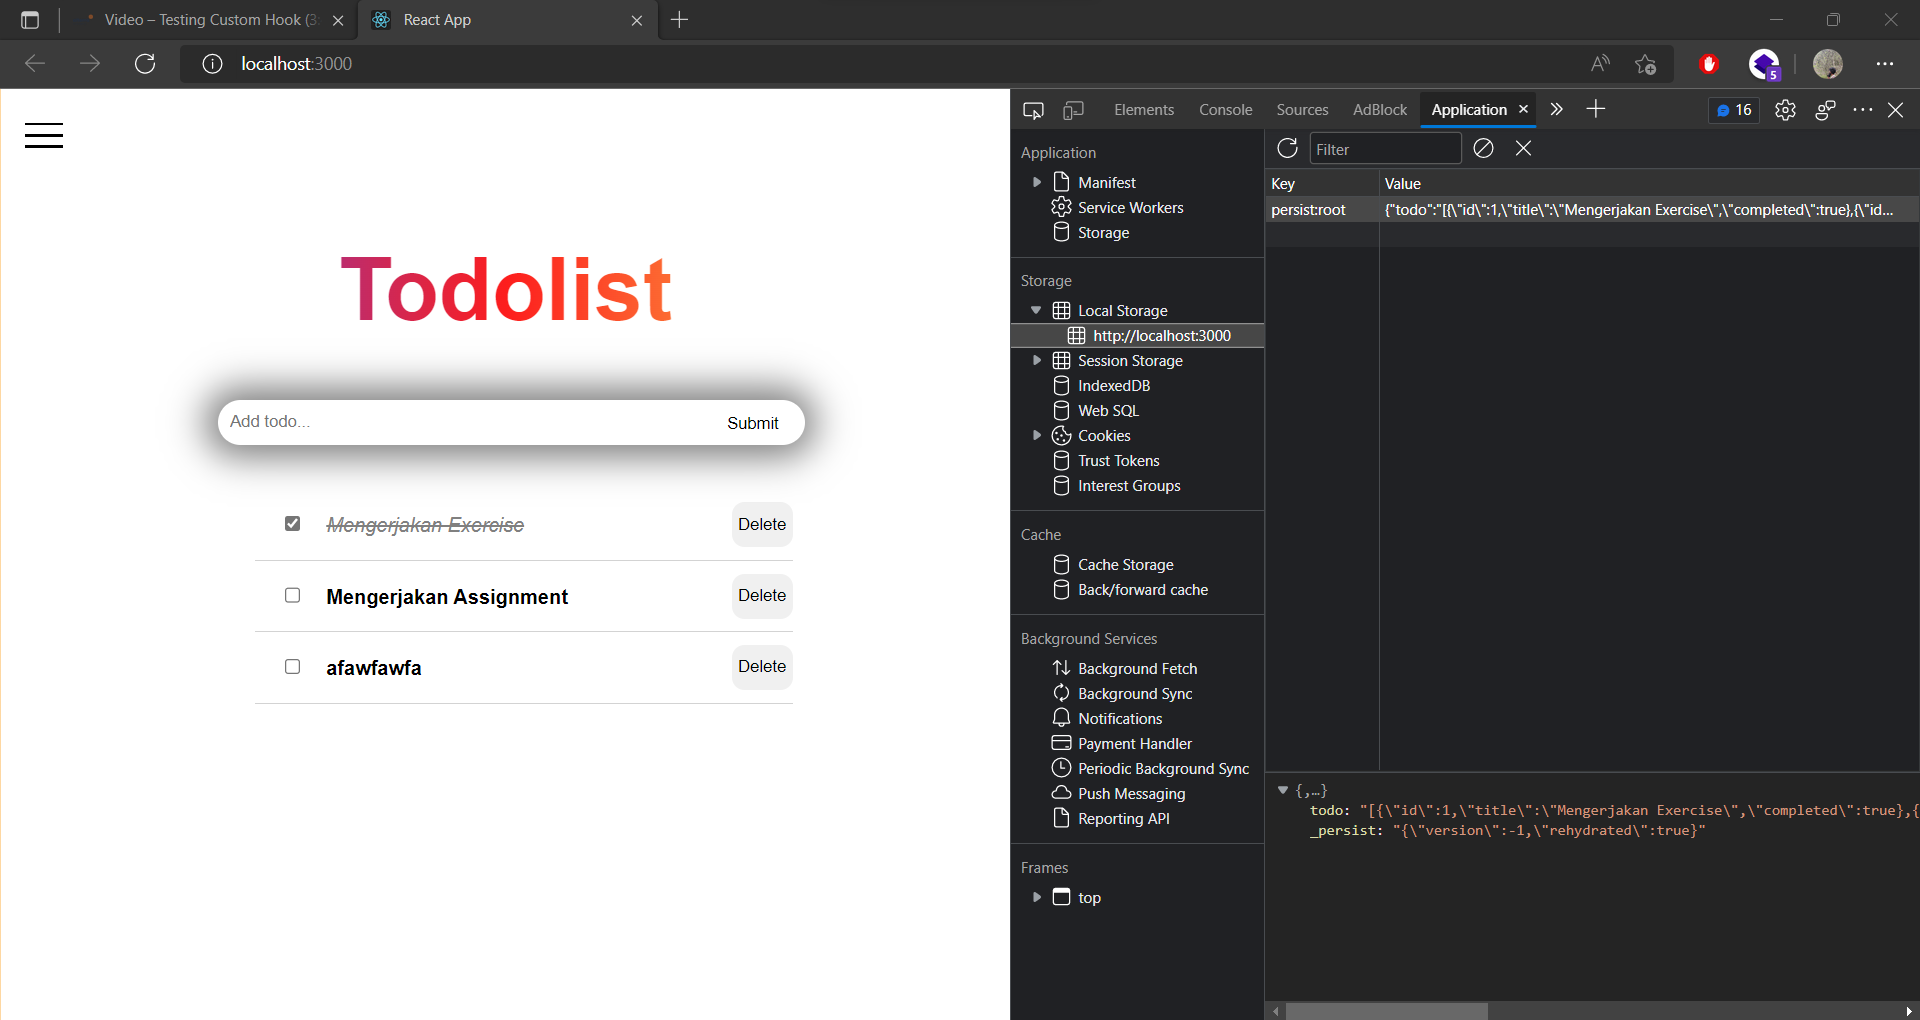 Video – Testing Custom Hook (3
React App
localhost:3000
5
Elements
Console
Sources
AdBlock
Application
16
Todolist
Add todo...
Submit
Mengerjakan Exercise
Delete
Mengerjakan Assignment
Delete
afawfawfa
Delete
Application
Manifest
Service Workers
Storage
Storage
Local Storage
http://localhost:3000
Session Storage
IndexedDB
Web SQL
Cookies
Trust Tokens
Interest Groups
Cache
Cache Storage
Back/forward cache
Background Services
Background Fetch
Background Sync
Notifications
Payment Handler
Periodic Background Sync
Push Messaging
Reporting API
Frames
top
Filter
Key Value
persist:root {"todo":"[{\"id\":1,\"title\":\"Mengerjakan Exercise\",\"completed\":true},{\"id...
{,…}
todo: "[{\"id\":1,\"title\":\"Mengerjakan Exercise\",\"completed\":true},{
_persist: "{\"version\":-1,\"rehydrated\":true}"